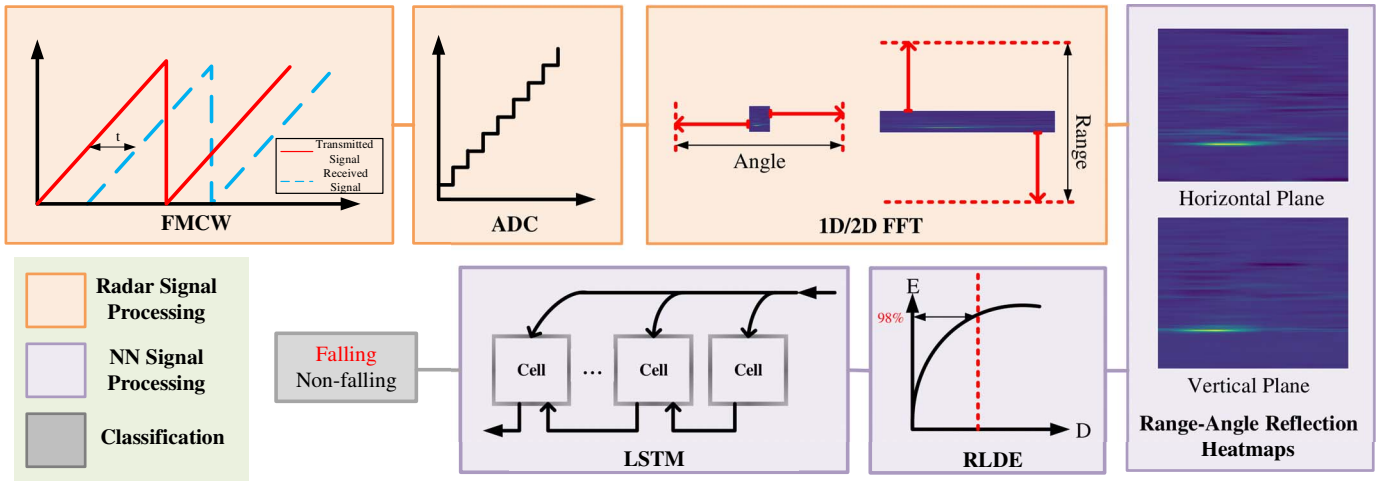 t
Transmitted
Signal
Received
Signal
FMCW
ADC
Angle
Range
1D/2D FFT
Horizontal Plane
Vertical Plane
Range-Angle Reflection
Heatmaps
Radar Signal
Processing
NN Signal
Processing
Classification
Falling
Non-falling
Cell
...
Cell
Cell
LSTM
E
98%
D
RLDE